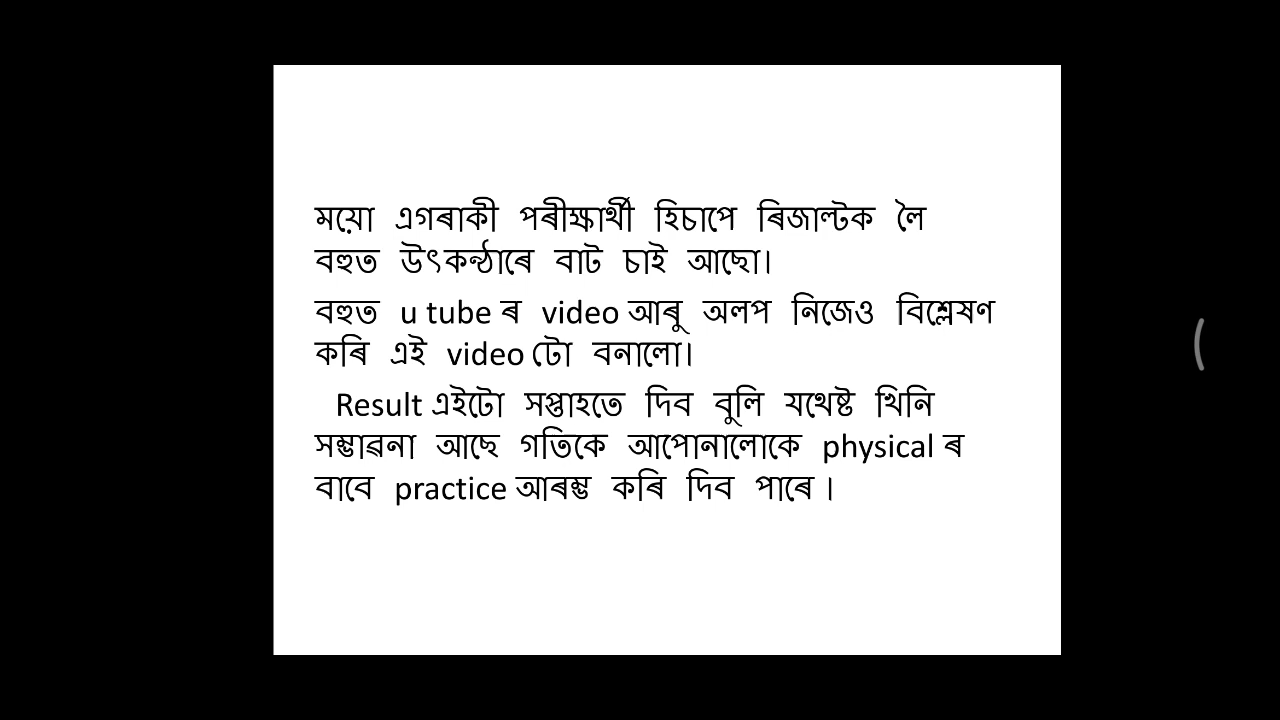 ময়ো এগৰাকী পৰীক্ষাৰ্থী হিচাপে ৰিজাল্টক লৈ
বহুত উৎকন্ঠাৰে বাট চাই আছো।
বহুত u tube ৰ video আৰু অলপ নিজেও বিশ্লেষণ
কৰি এই video টো বনালো।
Result এইটো সপ্তাহতে দিব বুলি যথেষ্ট খিনি
সম্ভাৱনা আছে গতিকে আপোনালোকে physical ৰ
বাবে practice আৰম্ভ কৰি দিব পাৰে ।